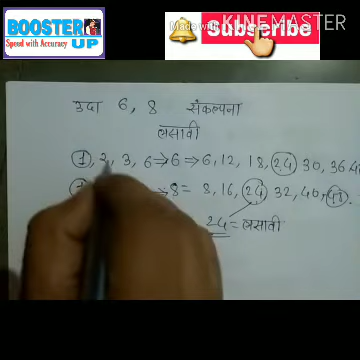 BOOSTER
UP
Speed with Accuracy
Made with
KINEMASTER
Subscribe
उदा 6, 8 संकल्पना
लसावी
1, 2, 3, 6 → 6 ⇒ 6, 12, 18, 24 30, 36
8 = 8, 16, 24, 32, 40, 48
24 = लसावी